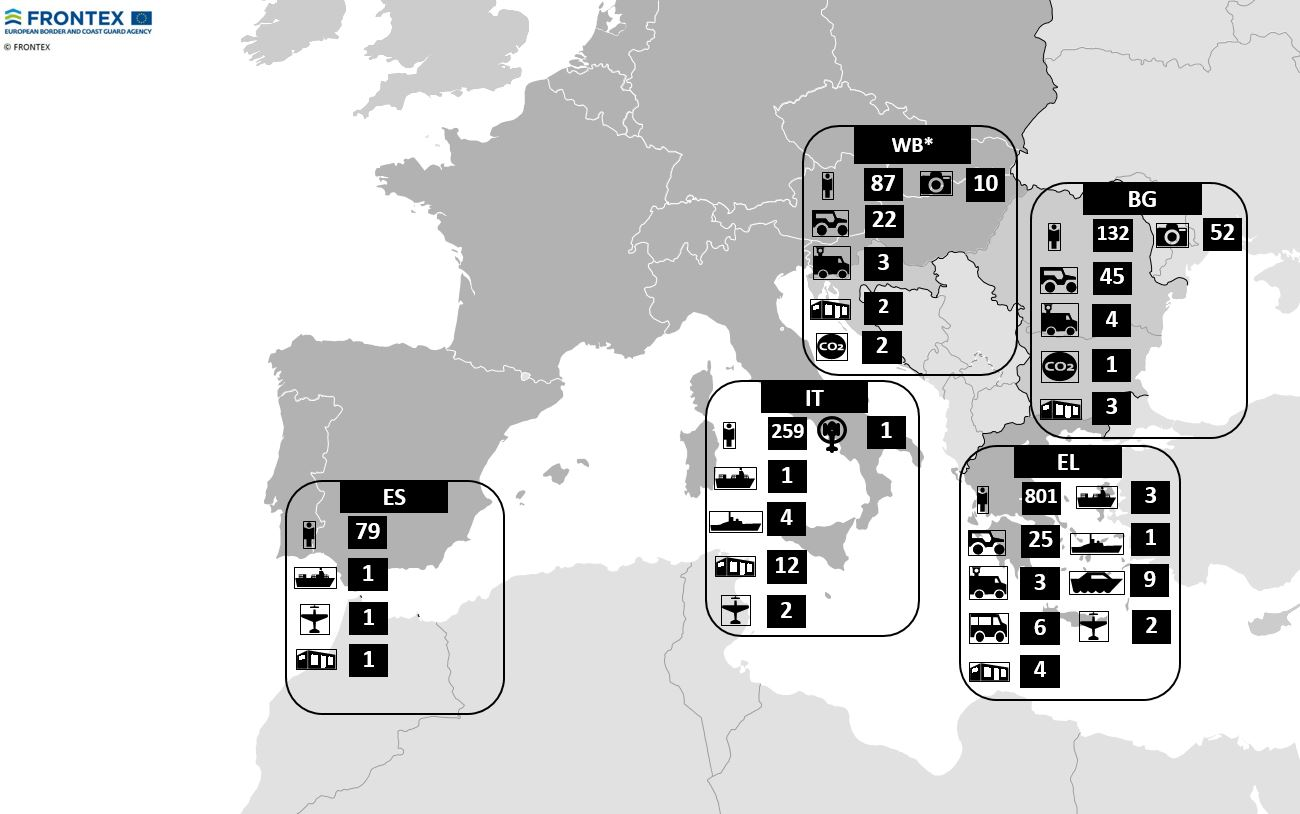 FRONTEX
EUROPEAN BORDER AND COAST GUARD AGENCY
© FRONTEX
WB*
87 10
22
3
2
CO2 2
BG
132 52
45
4
CO2 1
3
IT
259 1
1
4
12
2
EL
801 3
25 1
3 9
6 2
4
ES
79
1
1
1